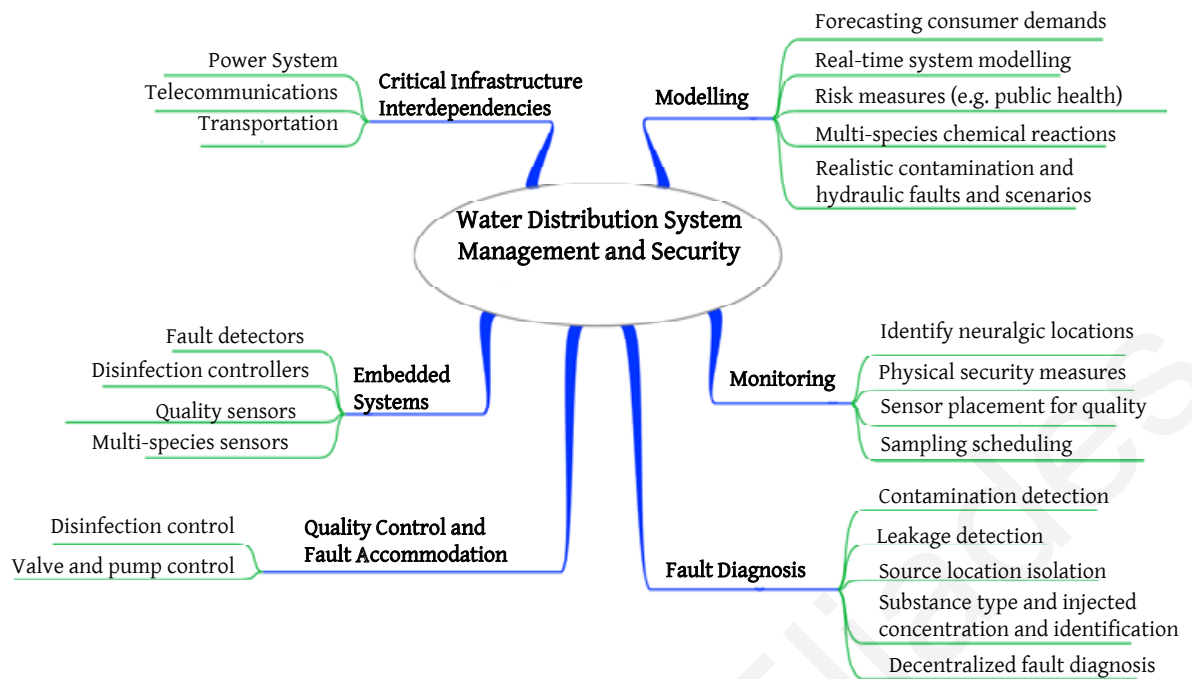 Water Distribution System
Management and Security
Critical Infrastructure
Interdependencies
Power System
Telecommunications
Transportation
Modelling
Forecasting consumer demands
Real-time system modelling
Risk measures (e.g. public health)
Multi-species chemical reactions
Realistic contamination and
hydraulic faults and scenarios
Embedded
Systems
Fault detectors
Disinfection controllers
Quality sensors
Multi-species sensors
Monitoring
Identify neuralgic locations
Physical security measures
Sensor placement for quality
Sampling scheduling
Quality Control and
Fault Accommodation
Disinfection control
Valve and pump control
Fault Diagnosis
Contamination detection
Leakage detection
Source location isolation
Substance type and injected
concentration and identification
Decentralized fault diagnosis
Eliades